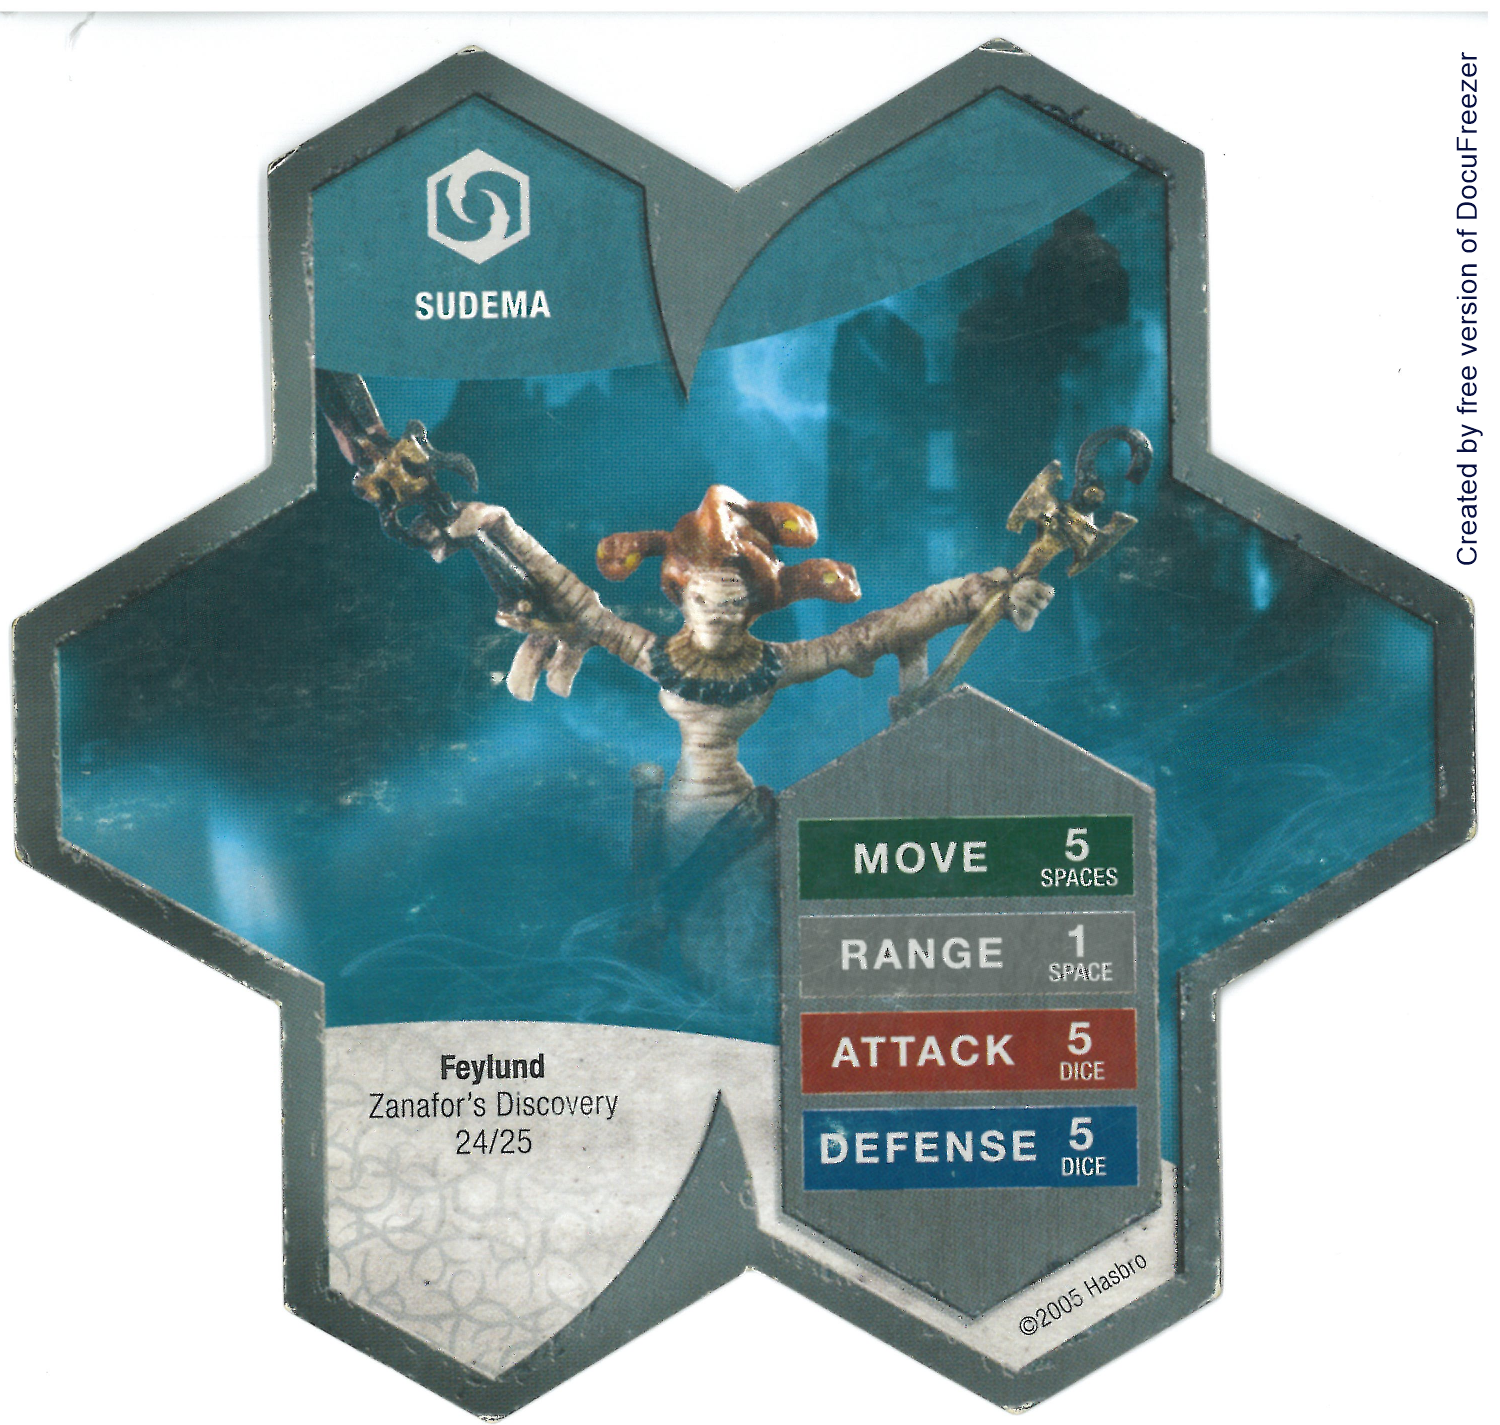 SUDEMA
MOVE 5
SPACES
RANGE 1
SPACE
ATTACK 5
DICE
DEFENSE 5
DICE
Feylund
Zanafor's Discovery
24/25
©2005 Hasbro
Created by free version of DocuFreezer